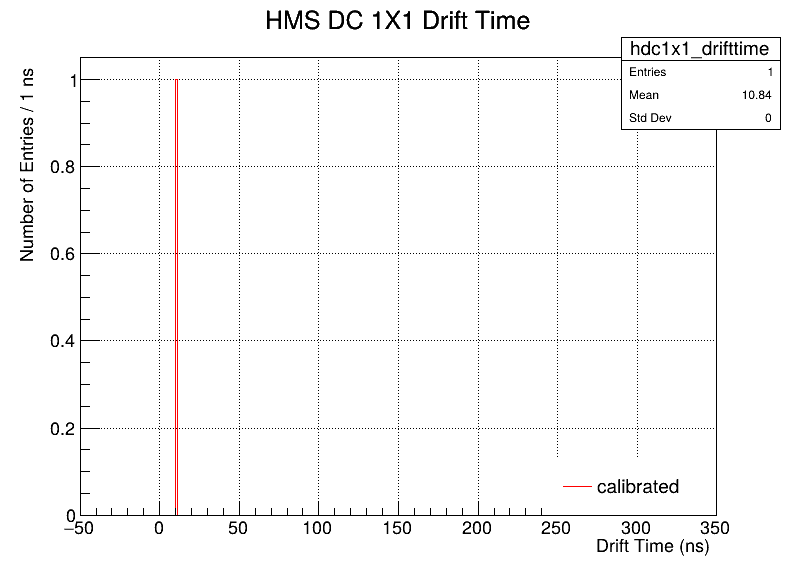 HMS DC 1X1 Drift Time
hdc1x1_drifttime
Entries 1
Mean 10.84
Std Dev 0
Number of Entries / 1 ns
1
0.8
0.6
0.4
0.2
0
calibrated
−50 0 50 100 150 200 250 300 350
Drift Time (ns)